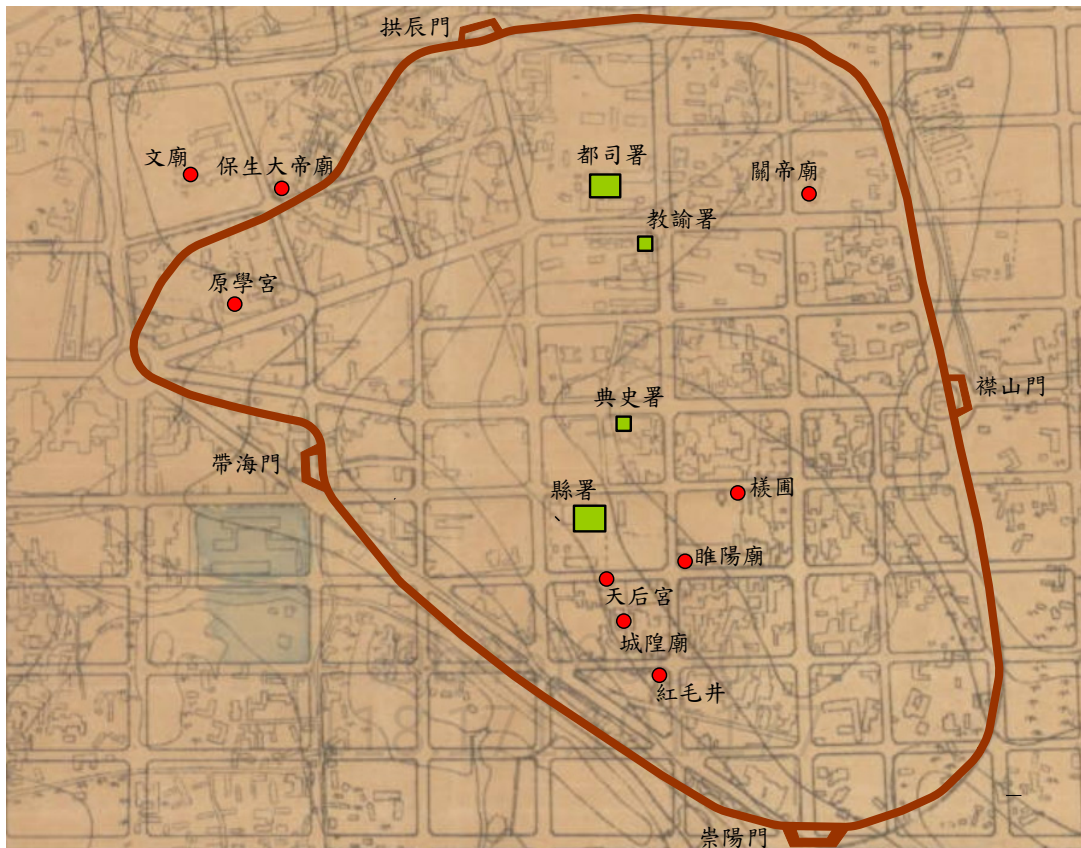 拱辰門
文廟
保生大帝廟
都司署
關帝廟
教諭署
原學宮
襟山門
典史署
帶海門
縣署
檨圃
、
睢陽廟
天后宮
城隍廟
紅毛井
崇陽門